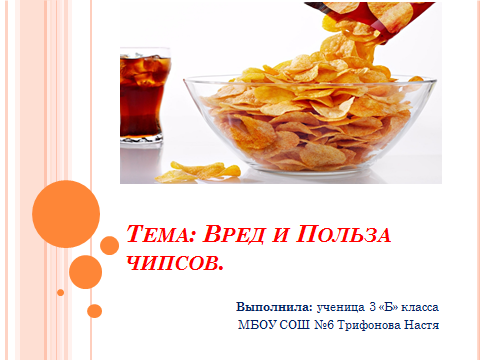 Тема: Вред и Польза
чипсов.
Выполнила: ученица 3 «Б» класса
МБОУ СОШ №6 Трифонова Настя